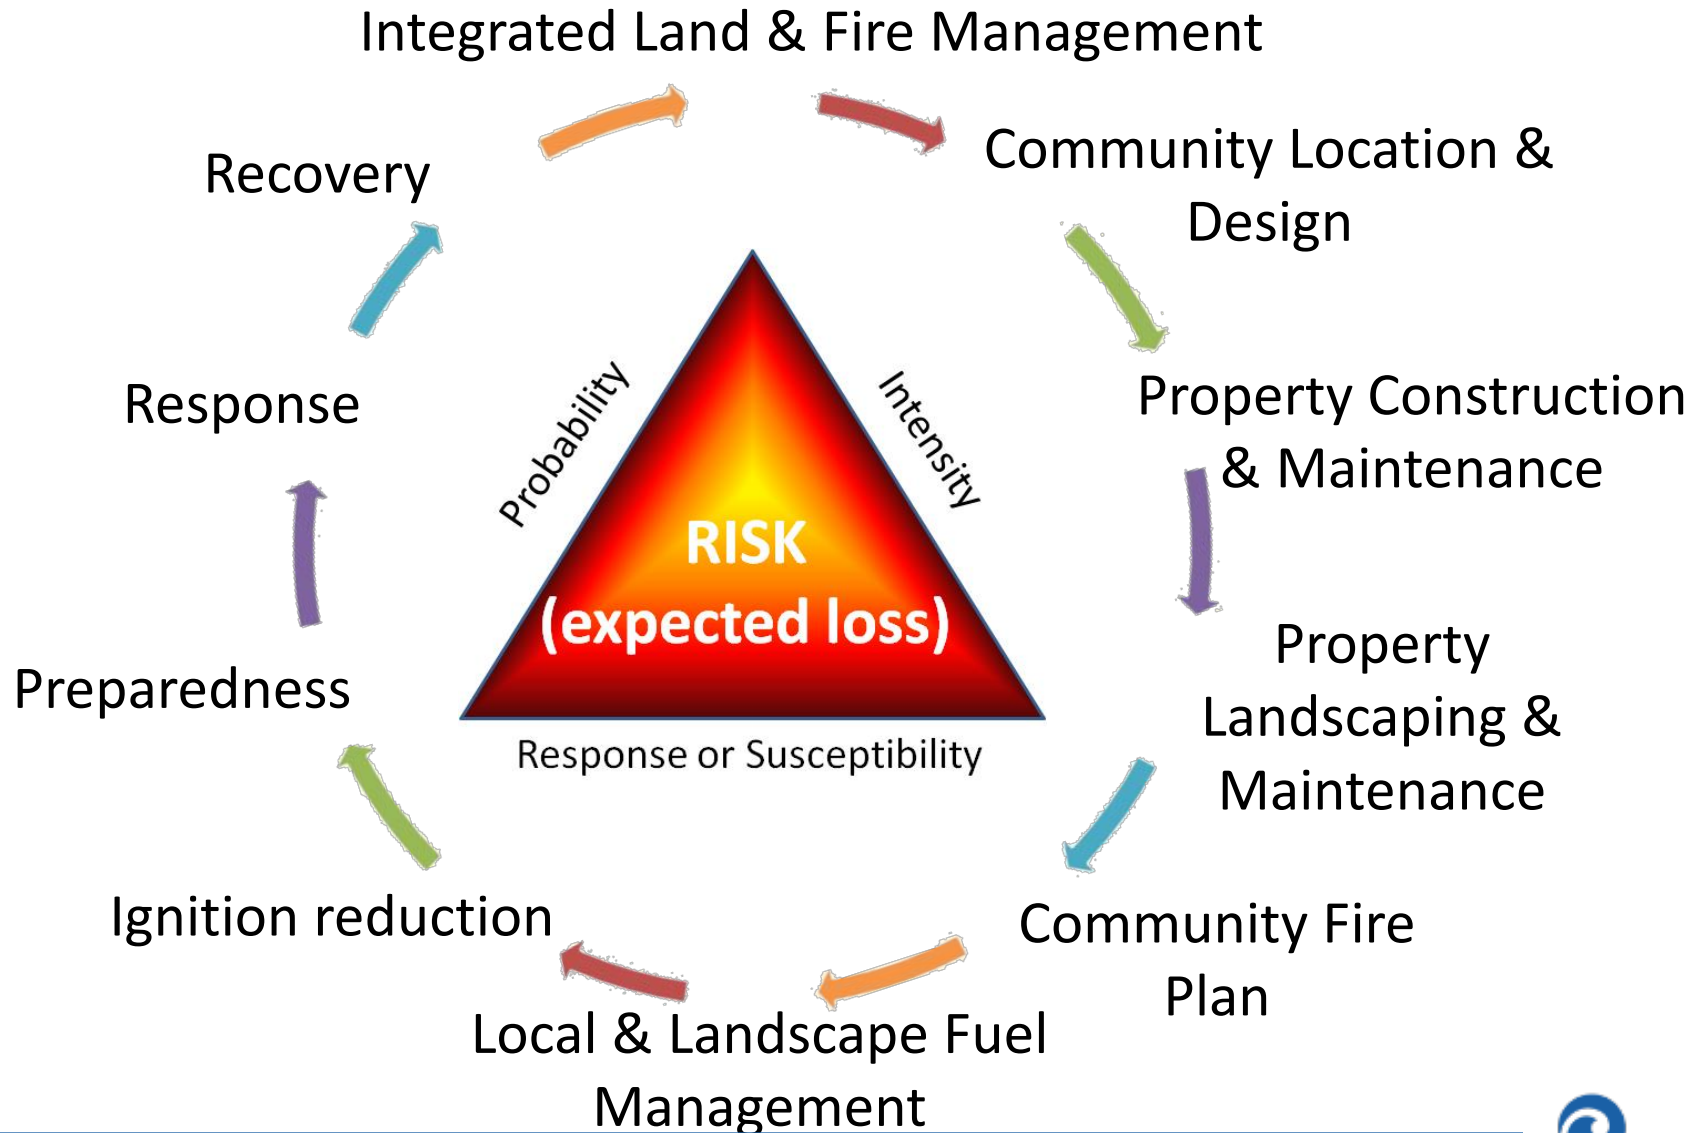 Integrated Land & Fire Management
Community Location &
Design
Property Construction
& Maintenance
Property
Landscaping &
Maintenance
Community Fire
Plan
Local & Landscape Fuel
Management
Ignition reduction
Preparedness
Response
Recovery
Probability
Intensity
RISK
(expected loss)
Response or Susceptibility